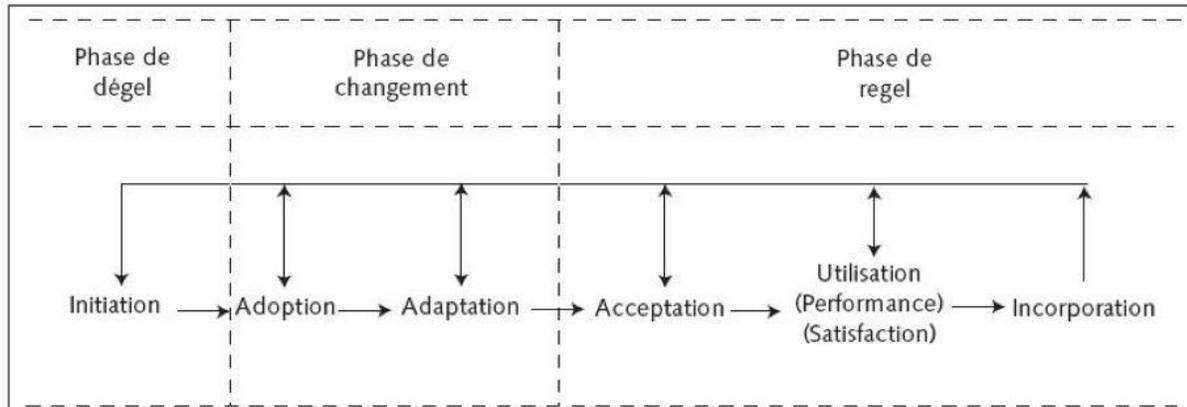 Phase de
dégel
Phase de
changement
Phase de
regel
Initiation
Adoption
Adaptation
Acceptation
Utilisation
(Performance)
(Satisfaction)
Incorporation